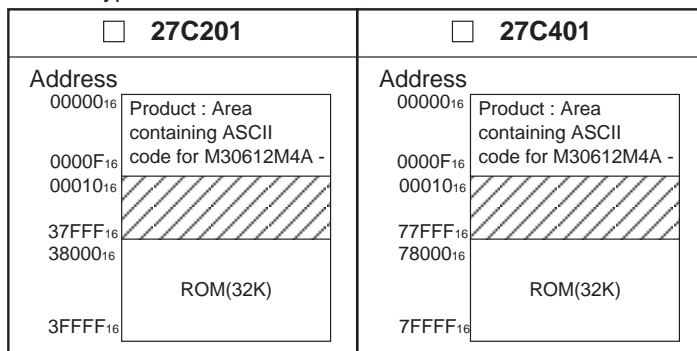 □ 27C201
Address
00000₁₆
Product : Area
containing ASCII
code for M30612M4A -
0000F₁₆
00010₁₆
37FFF₁₆
38000₁₆
ROM(32K)
3FFFF₁₆
□ 27C401
Address
00000₁₆
Product : Area
containing ASCII
code for M30612M4A -
0000F₁₆
00010₁₆
77FFF₁₆
78000₁₆
ROM(32K)
7FFFF₁₆